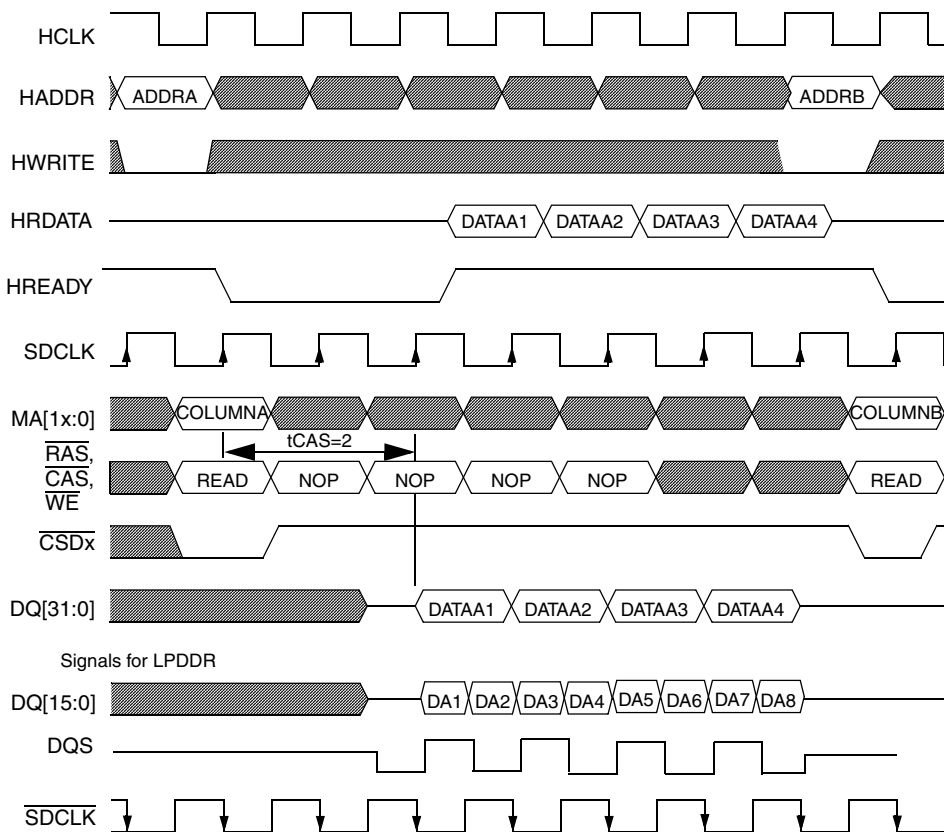 HCLK
HADDR ADDRA ADDRB
HWRITE
HRDATA DATAA1 DATAA2 DATAA3 DATAA4
HREADY
SDCLK
MA[1x:0] COLUMNA COLUMNB
tCAS=2
RAS,
CAS, READ NOP NOP NOP NOP READ
WE
CSDx
DQ[31:0] DATAA1 DATAA2 DATAA3 DATAA4
Signals for LPDDR
DQ[15:0] DA1 DA2 DA3 DA4 DA5 DA6 DA7 DA8
DQS
SDCLK